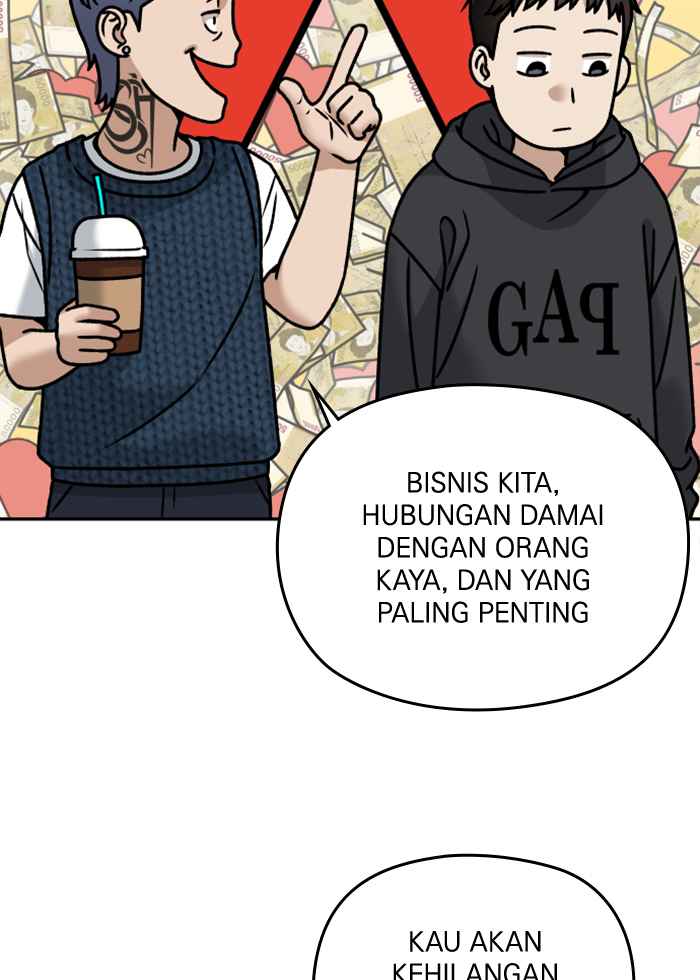 GAP
BISNIS KITA,
HUBUNGAN DAMAI
DENGAN ORANG
KAYA, DAN YANG
PALING PENTING
KAU AKAN
KEHILANGAN